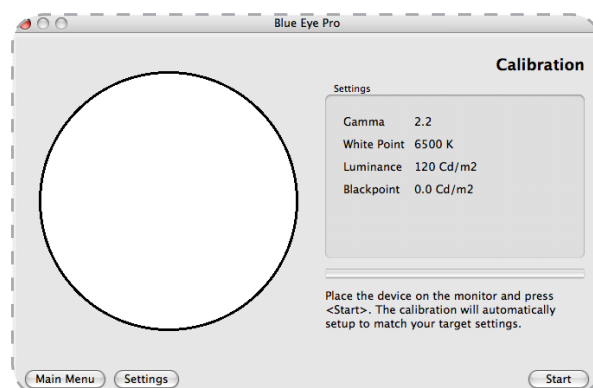 Blue Eye Pro
Calibration
Settings
Gamma 2.2
White Point 6500 K
Luminance 120 Cd/m2
Blackpoint 0.0 Cd/m2
Place the device on the monitor and press
<Start>. The calibration will automatically
setup to match your target settings.
Main Menu Settings Start